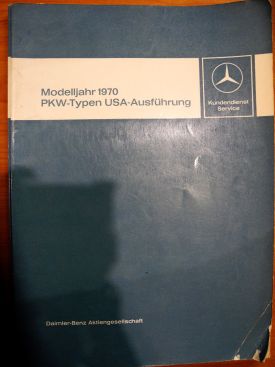 Modelljahr 1970
PKW-Typen USA-Ausführung
Kundendienst
Service
Daimler-Benz Aktiengesellschaft